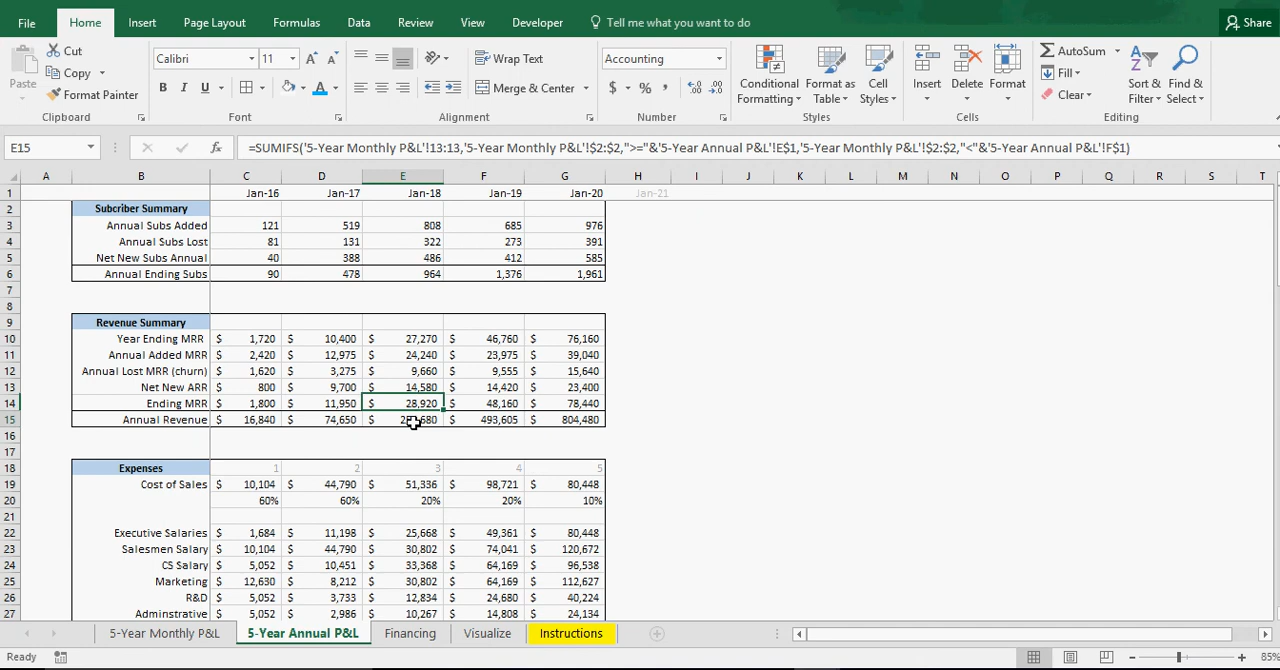 File Home Insert Page Layout Formulas Data Review View Developer Tell me what you want to do Share
Paste Cut Copy Format Painter Clipboard
Calibri 11 A A B I U A Font
Wrap Text Merge & Center Alignment
Accounting $ % , Number
Conditional Formatting Format as Table Cell Styles Styles
Insert Delete Format Cells
AutoSum Fill Clear Sort & Filter Find & Select Editing
E15 fx =SUMIFS('5-Year Monthly P&L'!13:13,'5-Year Monthly P&L'!$2:$2,">="&'5-Year Annual P&L'!E$1,'5-Year Monthly P&L'!$2:$2,"<"&'5-Year Annual P&L'!F$1)
A B C D E F G H I J K L M N O P Q R S T
1 Jan-16 Jan-17 Jan-18 Jan-19 Jan-20 Jan-21
2 Subcriber Summary
3 Annual Subs Added 121 519 808 685 976
4 Annual Subs Lost 81 131 322 273 391
5 Net New Subs Annual 40 388 486 412 585
6 Annual Ending Subs 90 478 964 1,376 1,961
7
8
9 Revenue Summary
10 Year Ending MRR $ 1,720 $ 10,400 $ 27,270 $ 46,760 $ 76,160
11 Annual Added MRR $ 2,420 $ 12,975 $ 24,240 $ 23,975 $ 39,040
12 Annual Lost MRR (churn) $ 1,620 $ 3,275 $ 9,660 $ 9,555 $ 15,640
13 Net New ARR $ 800 $ 9,700 $ 14,580 $ 14,420 $ 23,400
14 Ending MRR $ 1,800 $ 11,950 $ 28,920 $ 48,160 $ 78,440
15 Annual Revenue $ 16,840 $ 74,650 $ $ 493,605 $ 804,480
16
17
18 Expenses 1 2 3 4 5
19 Cost of Sales $ 10,104 $ 44,790 $ 51,336 $ 98,721 $ 80,448
20 60% 60% 20% 20% 10%
21
22 Executive Salaries $ 1,684 $ 11,198 $ 25,668 $ 49,361 $ 80,448
23 Salesmen Salary $ 10,104 $ 44,790 $ 30,802 $ 74,041 $ 120,672
24 CS Salary $ 5,052 $ 10,451 $ 33,368 $ 64,169 $ 96,538
25 Marketing $ 12,630 $ 8,212 $ 30,802 $ 64,169 $ 112,627
26 R&D $ 5,052 $ 3,733 $ 12,834 $ 24,680 $ 40,224
27 Adminstrative $ 5,052 $ 2,986 $ 10,267 $ 14,808 $ 24,134
5-Year Monthly P&L 5-Year Annual P&L Financing Visualize Instructions
Ready 85%